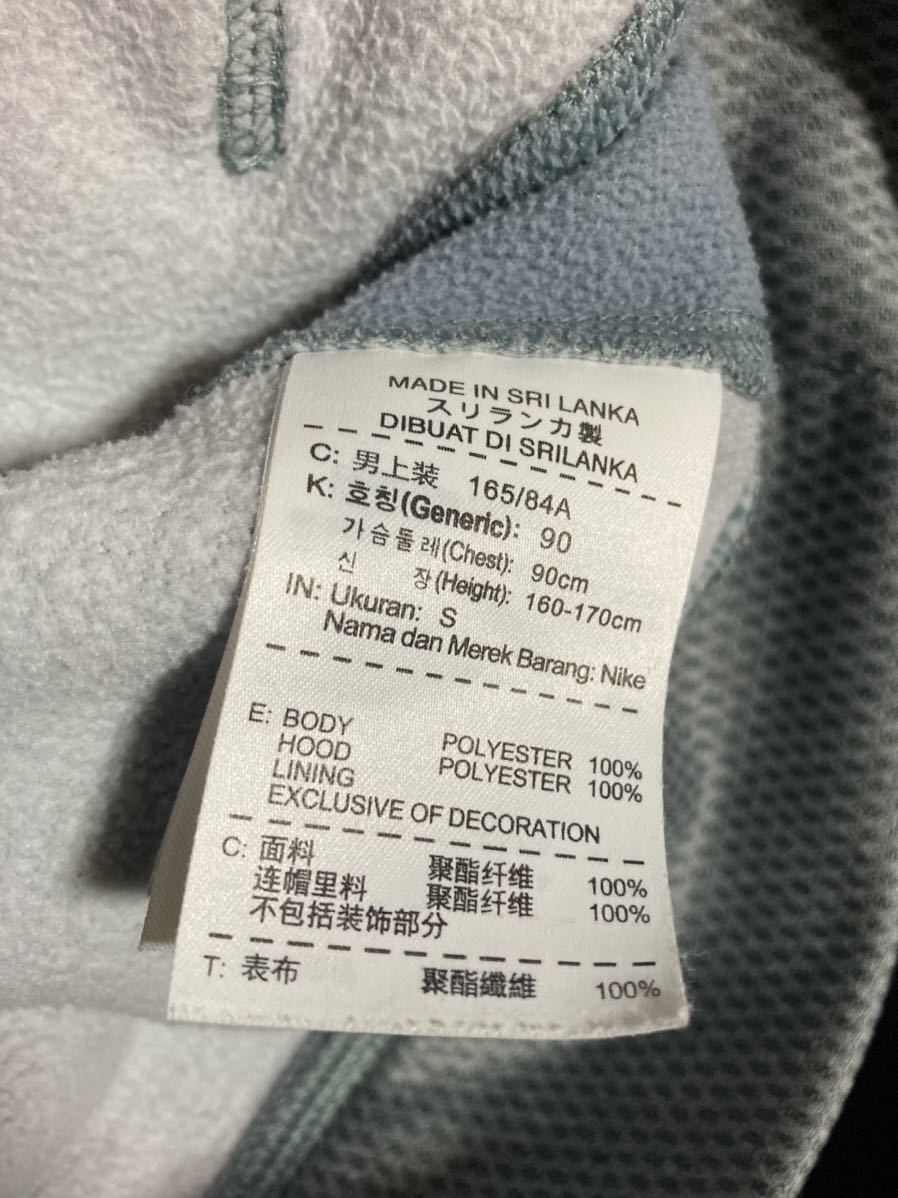 MADE IN SRI LANKA
スリランカ製
DIBUAT DI SRILANKA
C: 男上装 165/84A
K: 호칭(Generic): 90
가슴둘레(Chest): 90cm
신 장(Height): 160-170cm
IN: Ukuran: S
Nama dan Merek Barang: Nike
E: BODY POLYESTER 100%
HOOD LINING POLYESTER 100%
EXCLUSIVE OF DECORATION
C: 面料 聚酯纤维 100%
连帽里料 聚酯纤维 100%
不包括装饰部分
T: 表布 聚酯纖維 100%